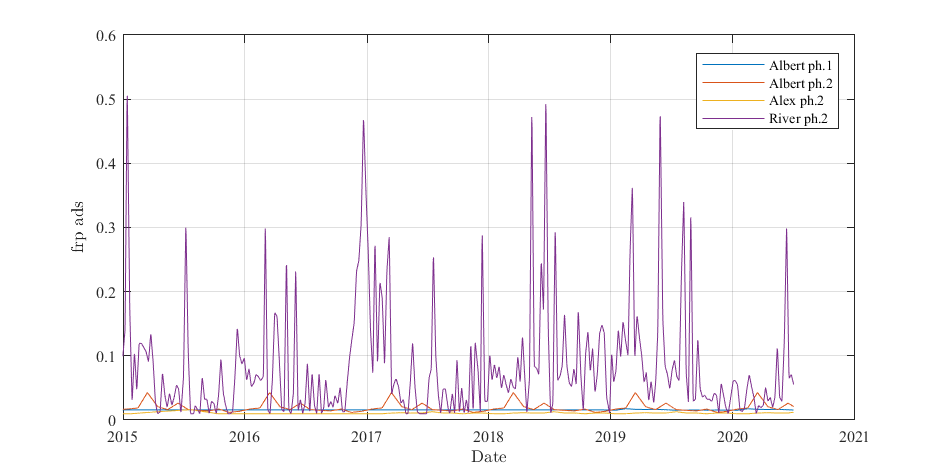 0.6
0.5
0.4
0.3
0.2
0.1
0
frp ads
Albert ph.1
Albert ph.2
Alex ph.2
River ph.2
2015 2016 2017 2018 2019 2020 2021
Date